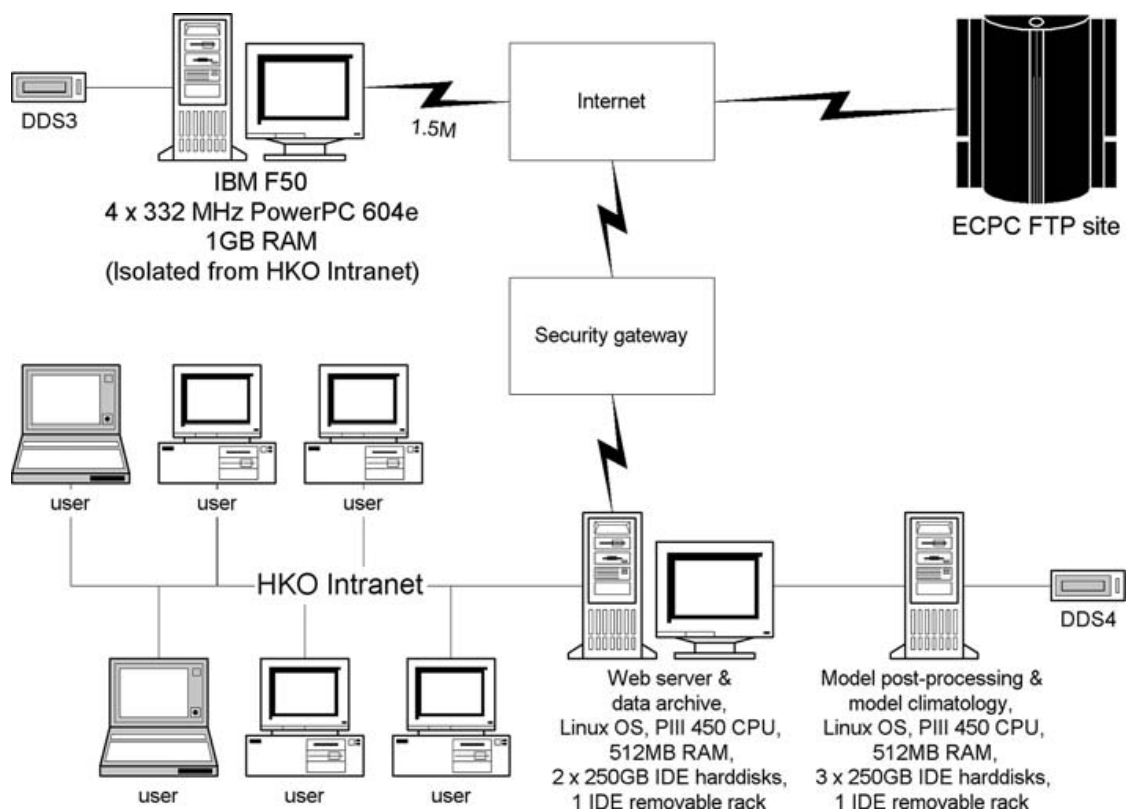 DDS3
1.5M
Internet
IBM F50
4 x 332 MHz PowerPC 604e
1GB RAM
(Isolated from HKO Intranet)
ECPC FTP site
Security gateway
user
user
user
HKO Intranet
user
user
user
Web server &
data archive,
Linux OS, PIII 450 CPU,
512MB RAM,
2 x 250GB IDE harddisks,
1 IDE removable rack
Model post-processing &
model climatology,
Linux OS, PIII 450 CPU,
512MB RAM,
3 x 250GB IDE harddisks,
1 IDE removable rack
DDS4